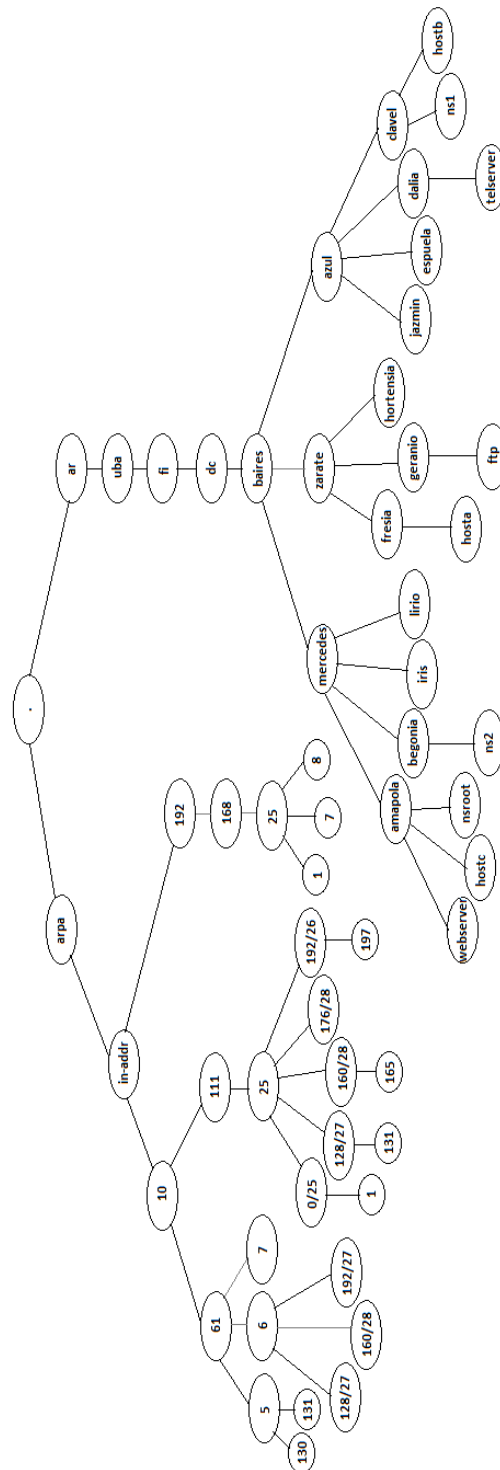 .
arpa ar
in-addr uba
10 192 fi
61 111 168 dc
5 6 7 25 25 baires
130 131 128/27 160/28 192/27 0/25 128/27 160/28 176/28 192/26 1 7 8 mercedes zarate azul
1 131 165 197 amapola begonia iris lirio fresia geranio hortensia jazmin espuela dalia clavel
webserver hostc nsroot ns2 hosta ftp telserver ns1 hostb